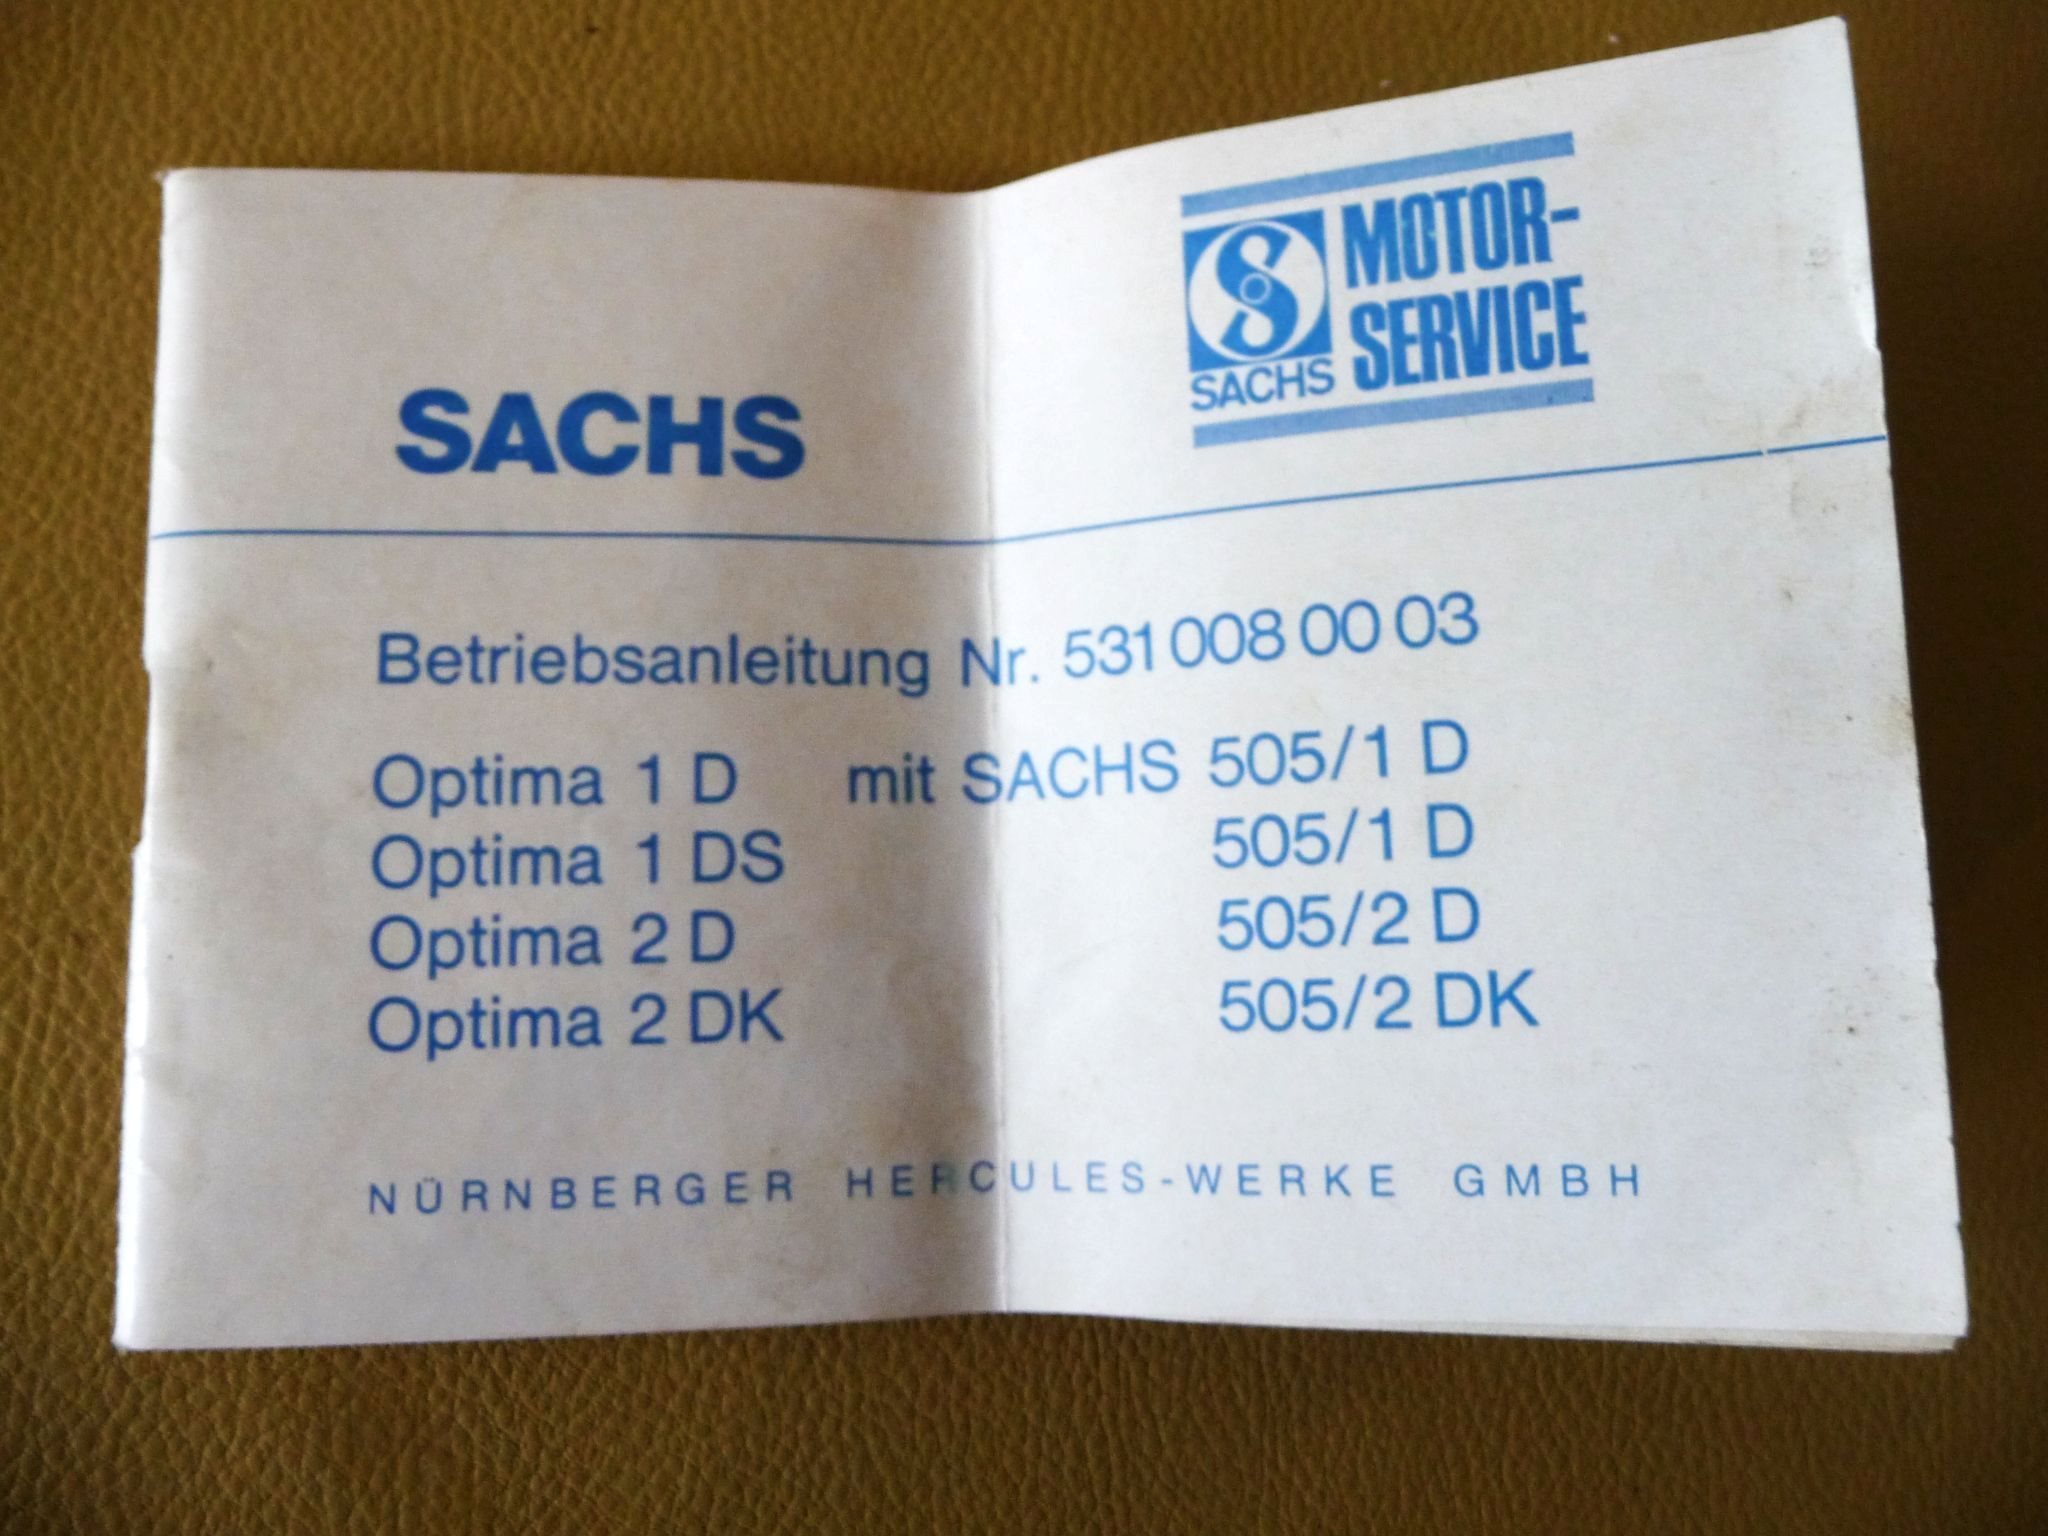 MOTOR-
SERVICE
SACHS
SACHS
Betriebsanleitung Nr. 531 008 00 03
Optima 1 D mit SACHS 505/1 D
Optima 1 DS 505/1 D
Optima 2 D 505/2 D
Optima 2 DK 505/2 DK
NÜRNBERGER HERCULES-WERKE GMBH